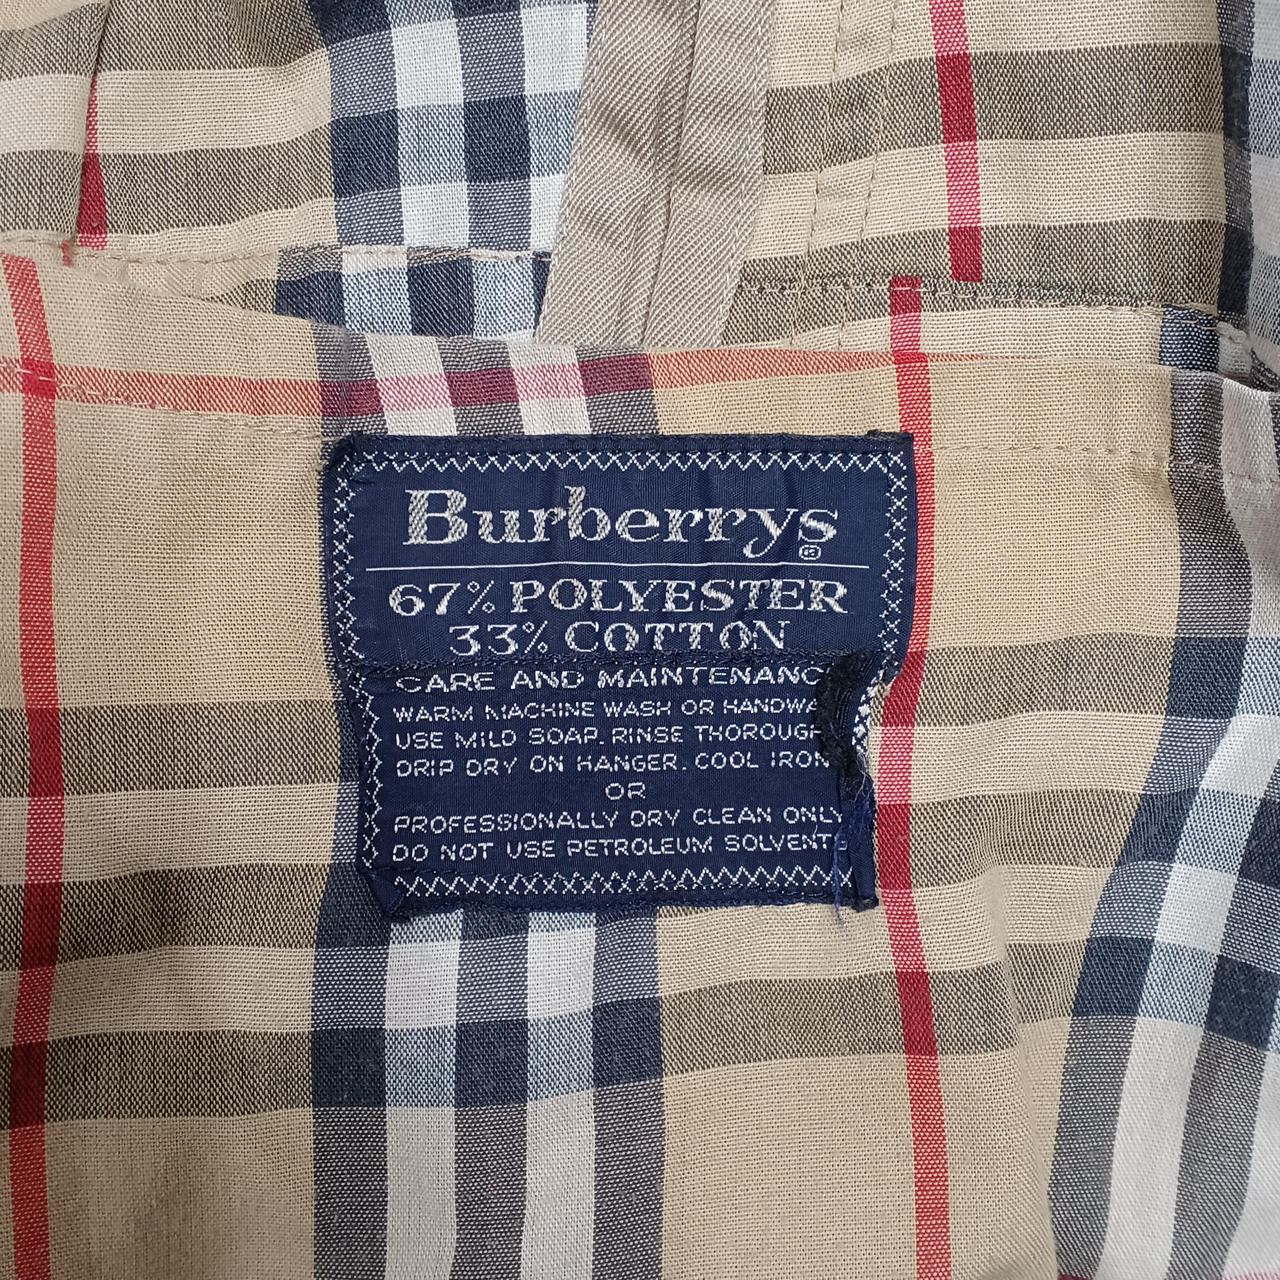 Burberrys®
67% POLYESTER
33% COTTON
CARE AND MAINTENANC
WARM MACHINE WASH OR HANDWA
USE MILD SOAP. RINSE THOROUGH
DRIP DRY ON HANGER. COOL IRON
OR
PROFESSIONALLY DRY CLEAN ONLY
DO NOT USE PETROLEUM SOLVENTS